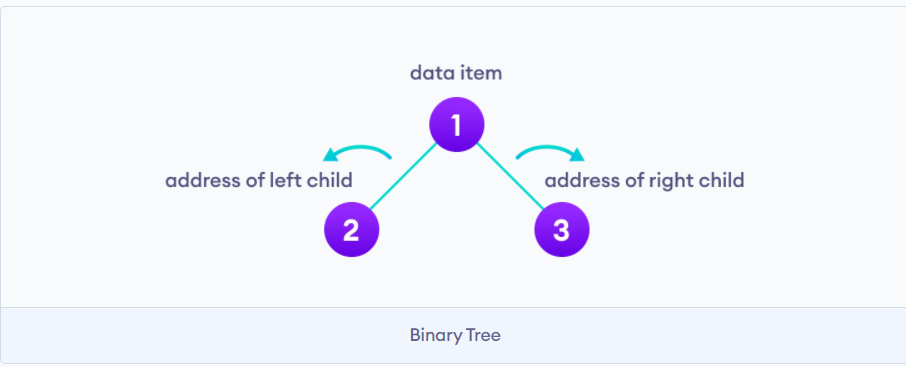 data item
1
address of left child
address of right child
2
3
Binary Tree